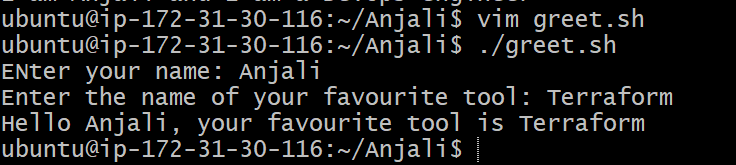 ubuntu@ip-172-31-30-116:~/Anjali$ vim greet.sh
ubuntu@ip-172-31-30-116:~/Anjali$ ./greet.sh
ENter your name: Anjali
Enter the name of your favourite tool: Terraform
Hello Anjali, your favourite tool is Terraform
ubuntu@ip-172-31-30-116:~/Anjali$